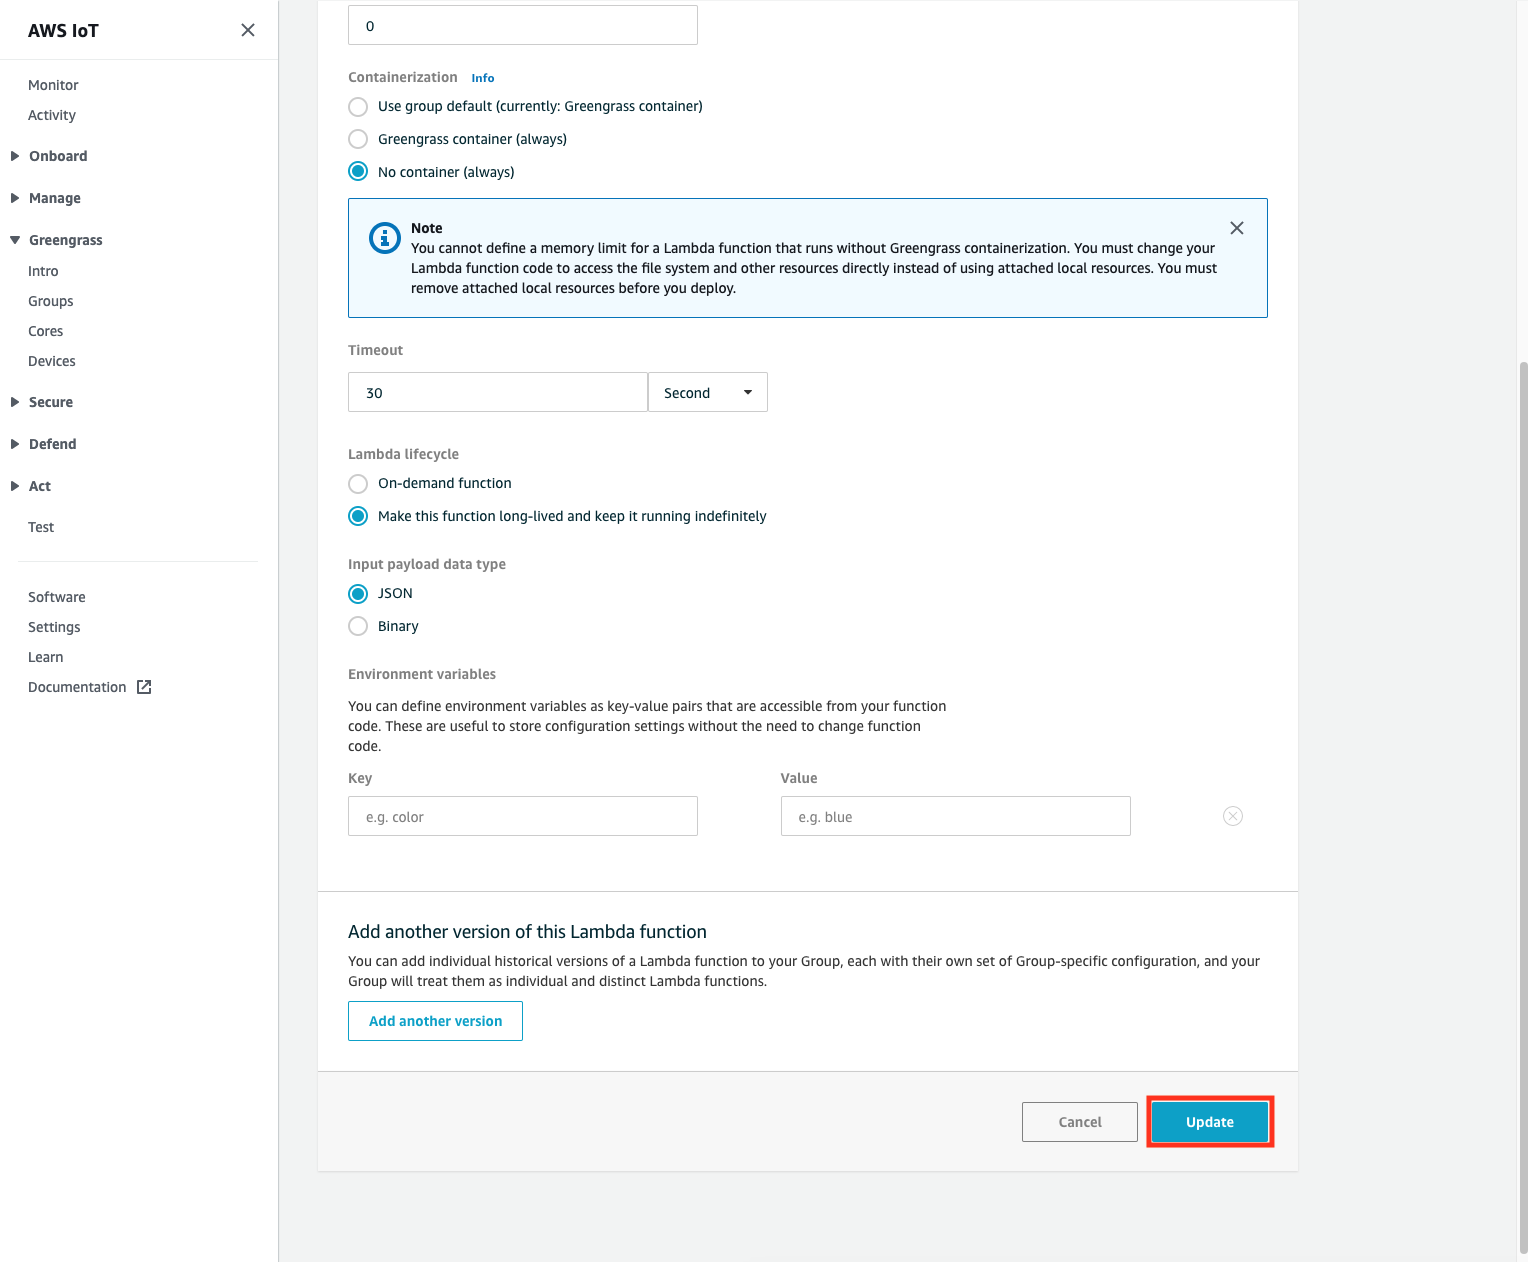 AWS IoT
Monitor
Activity
Onboard
Manage
Greengrass
Intro
Groups
Cores
Devices
Secure
Defend
Act
Test
Software
Settings
Learn
Documentation
0
Containerization Info
Use group default (currently: Greengrass container)
Greengrass container (always)
No container (always)
Note
You cannot define a memory limit for a Lambda function that runs without Greengrass containerization. You must change your
Lambda function code to access the file system and other resources directly instead of using attached local resources. You must
remove attached local resources before you deploy.
Timeout
30 Second
Lambda lifecycle
On-demand function
Make this function long-lived and keep it running indefinitely
Input payload data type
JSON
Binary
Environment variables
You can define environment variables as key-value pairs that are accessible from your function
code. These are useful to store configuration settings without the need to change function
code.
Key Value
e.g. color e.g. blue
Add another version of this Lambda function
You can add individual historical versions of a Lambda function to your Group, each with their own set of Group-specific configuration, and your
Group will treat them as individual and distinct Lambda functions.
Add another version
Cancel Update